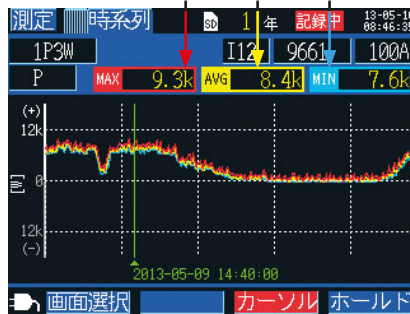 測定 時系列 SD 1年 記録中 13-05-10
08:46:39
1P3W I12 9661 100A
P MAX 9.3k AVG 8.4k MIN 7.6k
(+)
12k
[W]
0
12k
(-)
2013-05-09 14:40:00
画面選択 カーソル ホールド